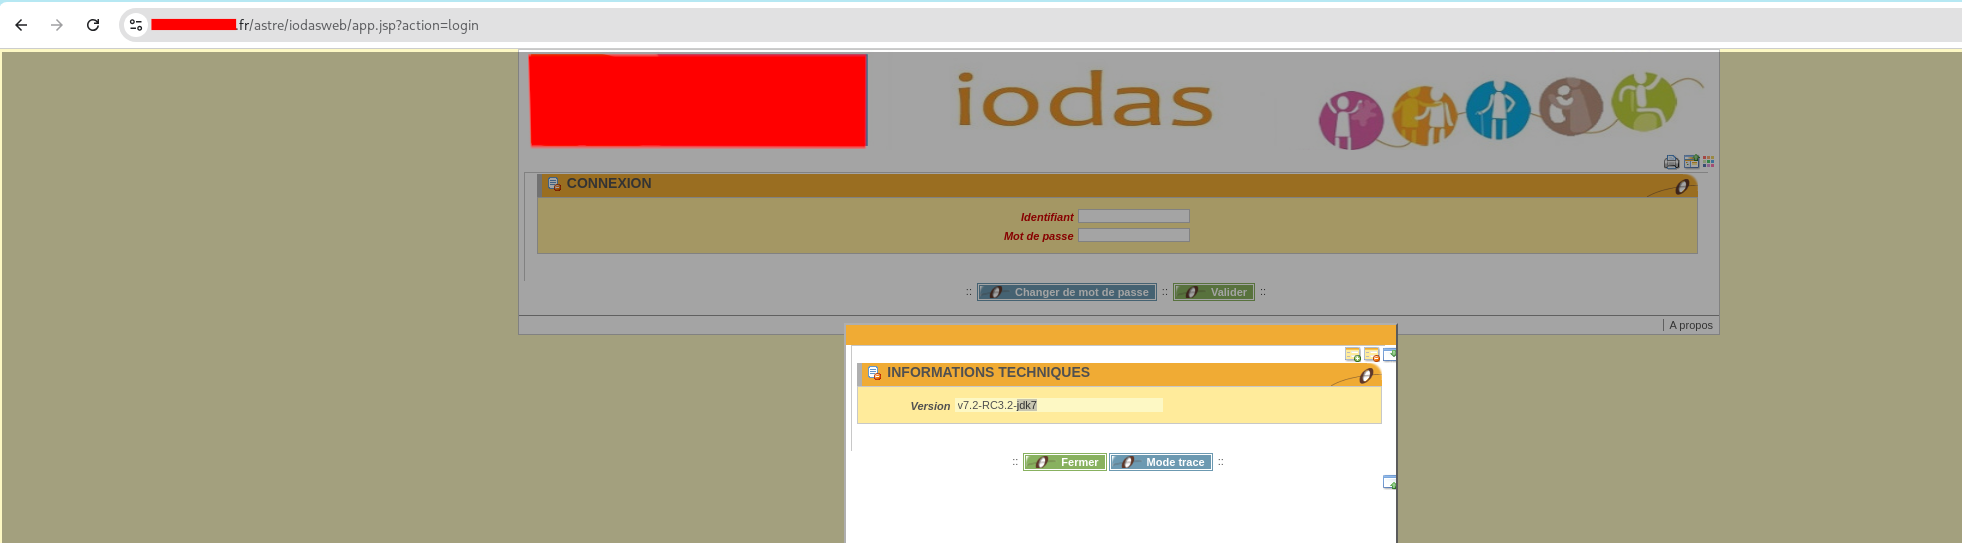 .fr/astre/iodasweb/app.jsp?action=login
iodas
CONNEXION
Identifiant
Mot de passe
:: Changer de mot de passe :: Valider ::
A propos
INFORMATIONS TECHNIQUES
Version v7.2-RC3.2-jdk7
:: Fermer Mode trace ::